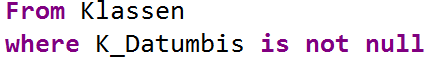 From Klassen
where K_Datumbis is not null